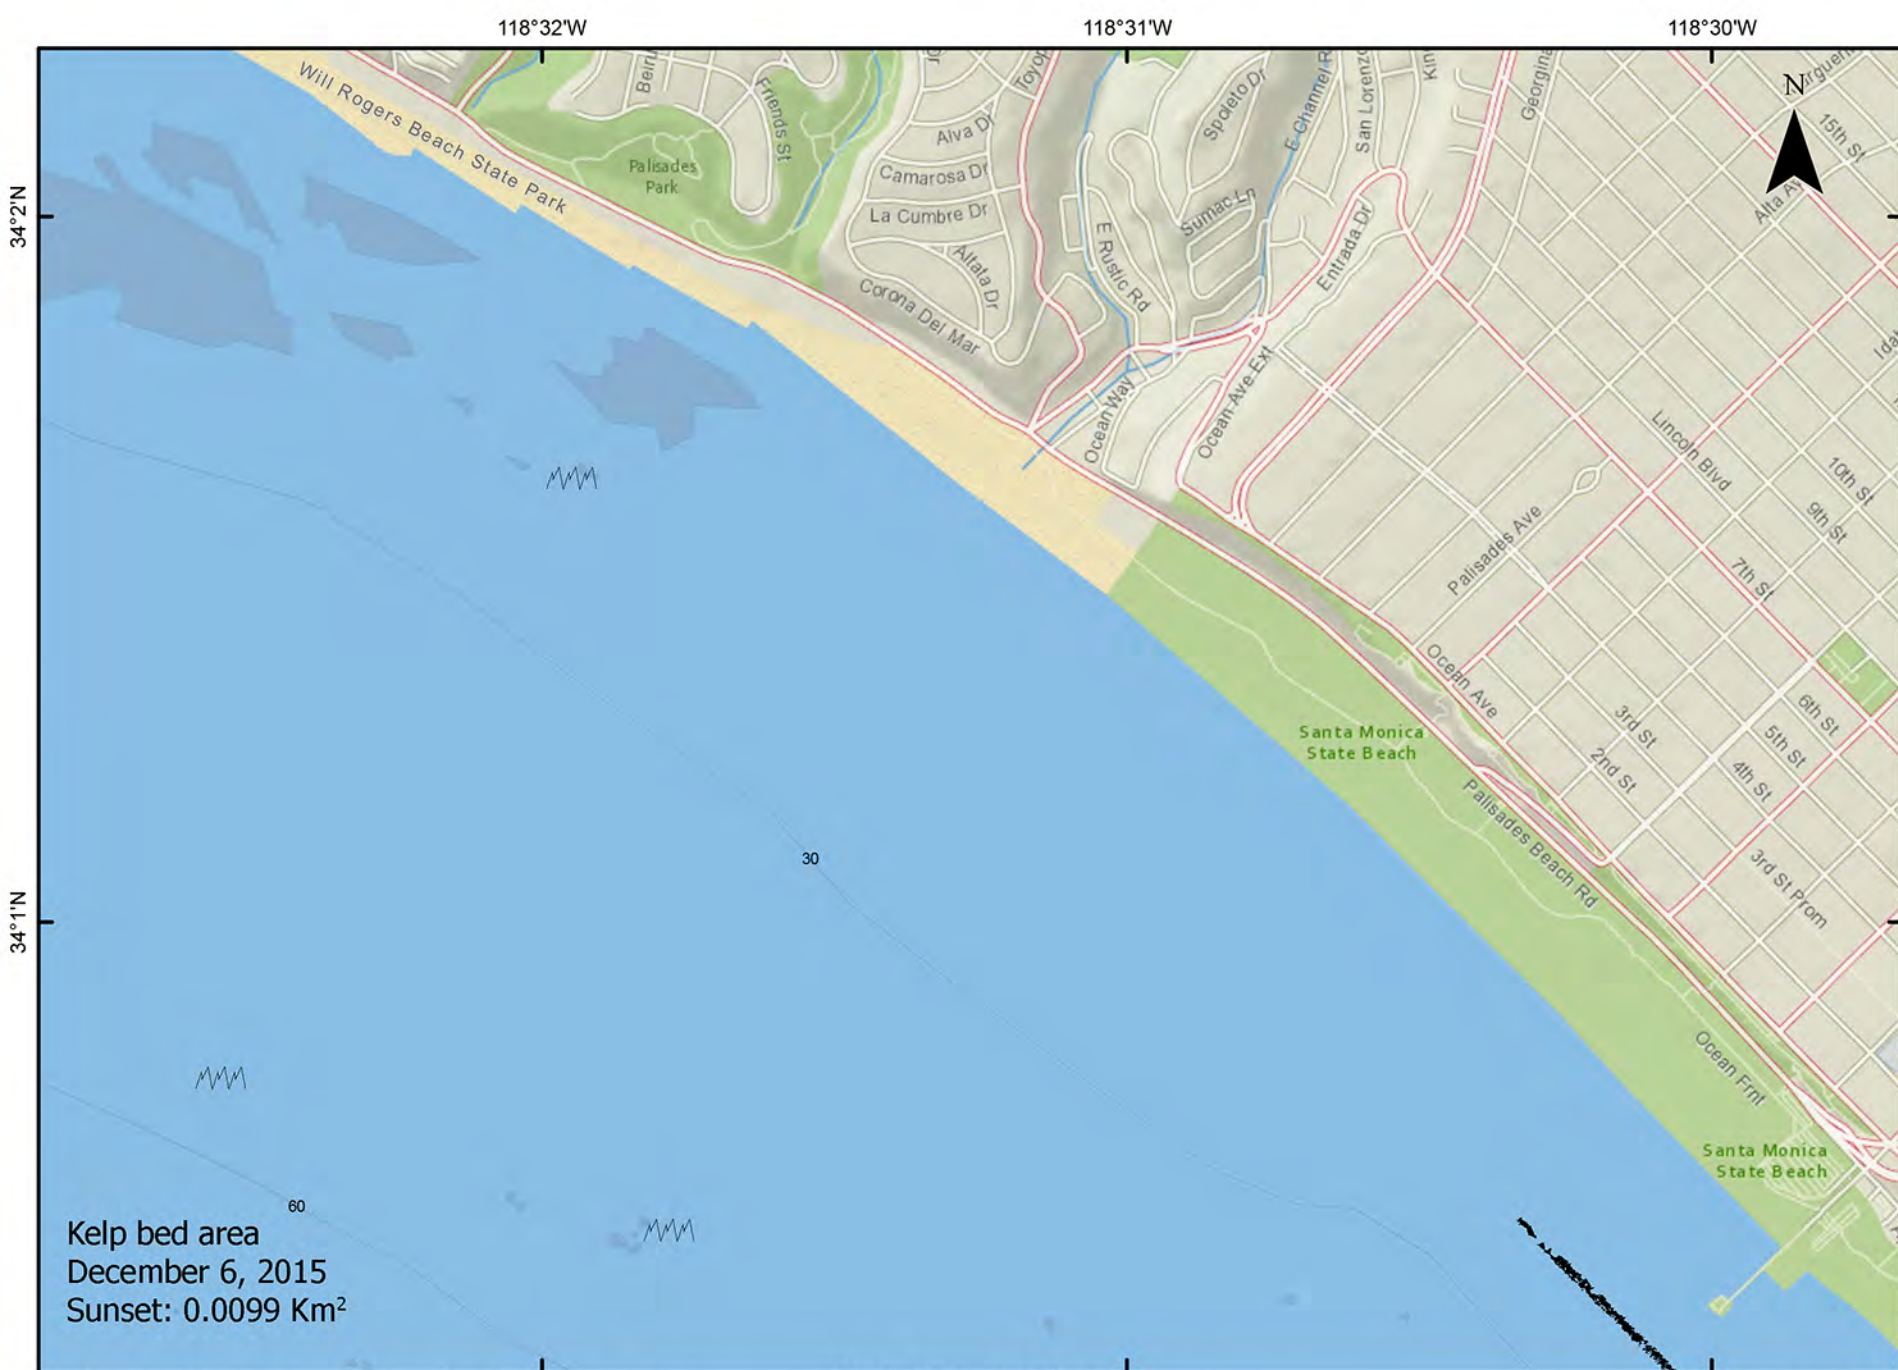 118°32'W
118°31'W
118°30'W
34°2'N
34°1'N
N
Will Rogers Beach State Park
Friends St
Palisades
Park
Alva Dr
Camarosa Dr
La Cumbre Dr
Altata Dr
Corona Del Mar
Spoleto Dr
Sumac Ln
E Rustic Rd
San Lorenzo
Entrada Dr
Georgina
15th St
Ocean Way
Ocean Ave Ext
Lincoln Blvd
10th St
9th St
Palisades Ave
7th St
Ocean Ave
6th St
5th St
4th St
3rd St
2nd St
Santa Monica
State Beach
Palisades Beach Rd
3rd St Prom
30
Ocean Frnt
Santa Monica
State Beach
60
Kelp bed area
December 6, 2015
Sunset: 0.0099 Km²